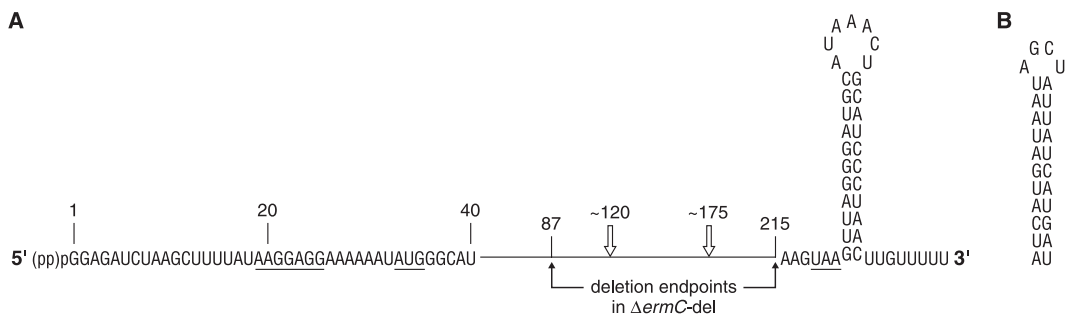 A
B
A A A
U C
A U
CG
GC
UA
AU
GC
CG
GC
AU
UA
AU
GC
G C
A U
UA
AU
AU
UA
AU
GC
UA
AU
CG
UA
AU
1 20 40 87 ~120 ~175 215
5' (pp)pGGAGAUCUAAGCUUUUAUAAGGAGGAAAAAAUAUGGGCAU AAGUAA UUGUUUUU 3'
deletion endpoints
in ΔermC-del